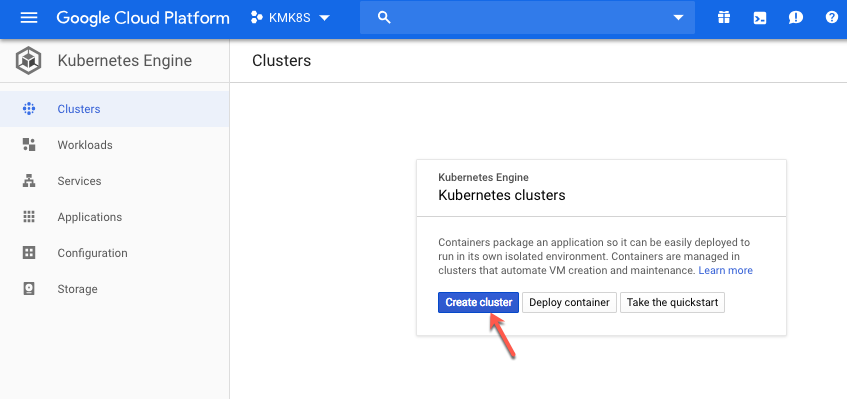 Google Cloud Platform
KMK8S
Kubernetes Engine
Clusters
Clusters
Workloads
Services
Applications
Configuration
Storage
Kubernetes Engine
Kubernetes clusters
Containers package an application so it can be easily deployed to
run in its own isolated environment. Containers are managed in
clusters that automate VM creation and maintenance. Learn more
Create cluster Deploy container Take the quickstart